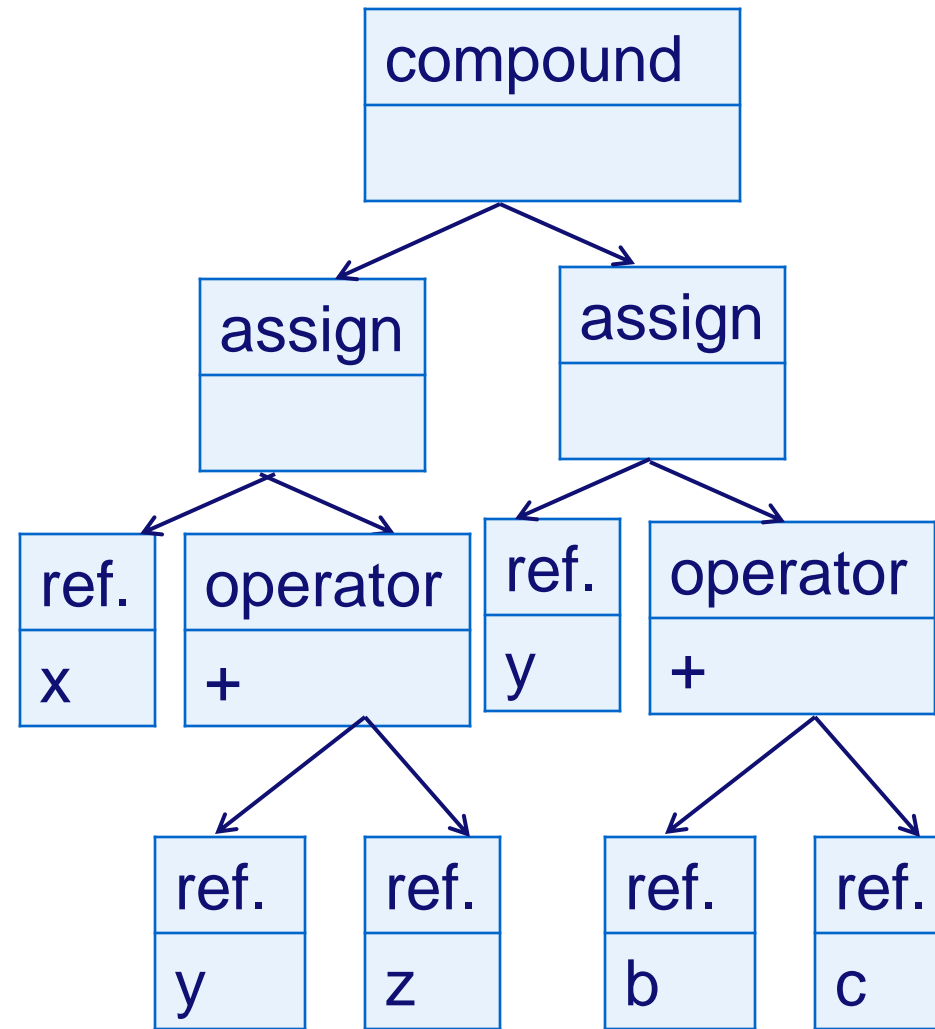 compound
assign
assign
ref.
x
operator
+
ref.
y
operator
+
ref.
y
ref.
z
ref.
b
ref.
c